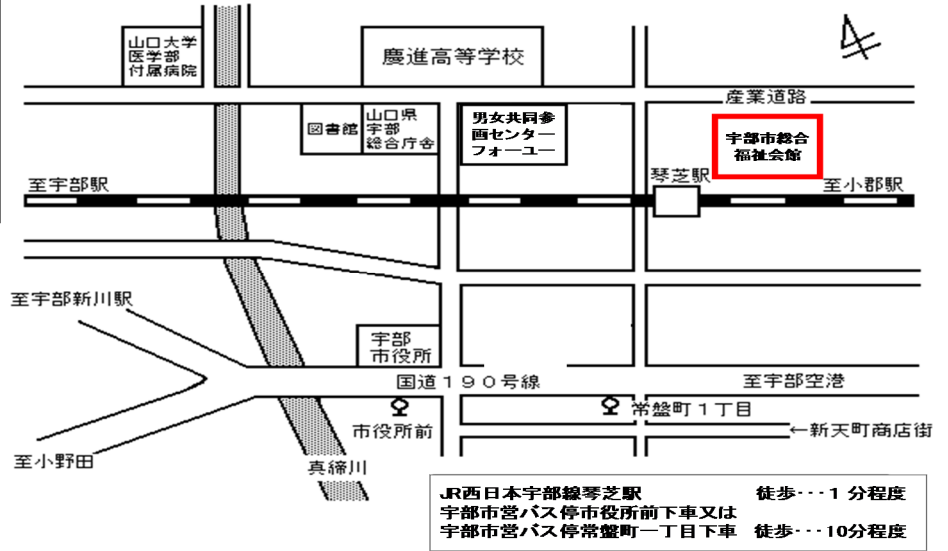 山口大学
医学部
付属病院
慶進高等学校
産業道路
図書館
山口県
宇部
総合庁舎
男女共同参
画センター
フォーユー
宇部市総合
福祉会館
至宇部駅
琴芝駅
至小郡駅
至宇部新川駅
宇部
市役所
国道190号線
至宇部空港
市役所前
常盤町1丁目
←新天町商店街
至小野田
真締川
JR西日本宇部線琴芝駅 徒歩・・・1分程度
宇部市営バス停市役所前下車又は
宇部市営バス停常盤町一丁目下車 徒歩・・・10分程度